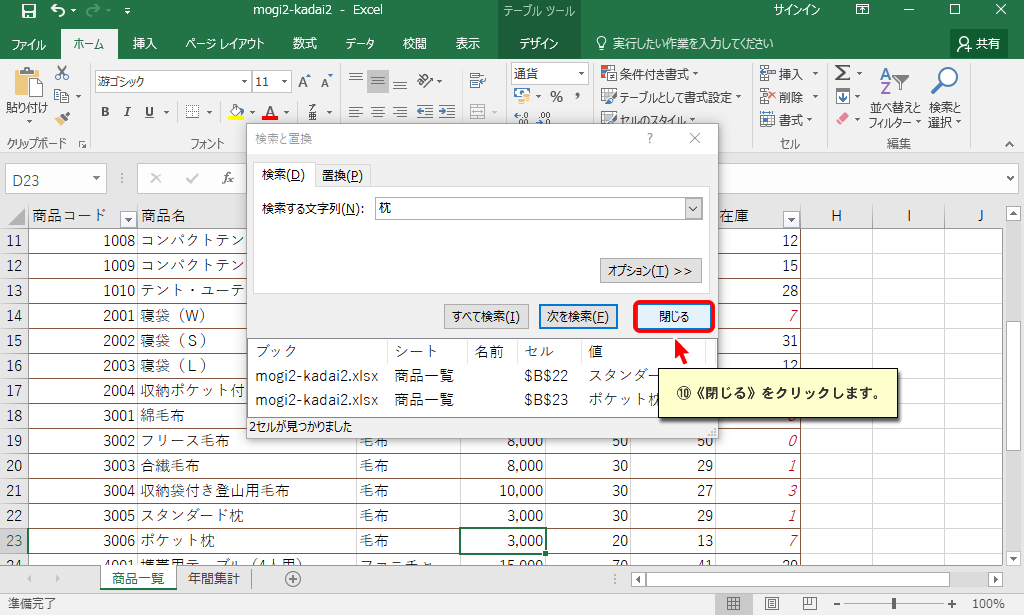 mogi2-kadai2 - Excel
テーブル ツール
サインイン
ファイル ホーム 挿入 ページ レイアウト 数式 データ 校閲 表示 デザイン 実行したい作業を入力してください 共有
貼り付け
クリップボード
游ゴシック 11
B I U
フォント
通貨
%
条件付き書式
テーブルとして書式設定
セルのスタイル
挿入
削除
書式
セル
並べ替えと
フィルター
検索と
選択
編集
D23
fx
検索と置換
? ×
検索(D) 置換(P)
検索する文字列(N): 枕
オプション(T) >>
すべて検索(I) 次を検索(F) 閉じる
ブック シート 名前 セル 値
mogi2-kadai2.xlsx 商品一覧 $B$22 スタンダー
mogi2-kadai2.xlsx 商品一覧 $B$23 ポケット枕
2セルが見つかりました
⑩《閉じる》をクリックします。
商品コード 商品名 在庫 H I J
11 1008 コンパクトテン 12
12 1009 コンパクトテン 15
13 1010 テント・ユーテ 28
14 2001 寝袋（W） 7
15 2002 寝袋（S） 31
16 2003 寝袋（L） 12
17 2004 収納ポケット付
18 3001 綿毛布
19 3002 フリース毛布 毛布 8,000 50 50 0
20 3003 合繊毛布 毛布 8,000 30 29 1
21 3004 収納袋付き登山用毛布 毛布 10,000 30 27 3
22 3005 スタンダード枕 毛布 3,000 30 29 1
23 3006 ポケット枕 毛布 3,000 20 13 7
24 4001 携帯用テーブル（4人用） ファニチャ 15,000 70 41 29
商品一覧 年間集計
準備完了
100%